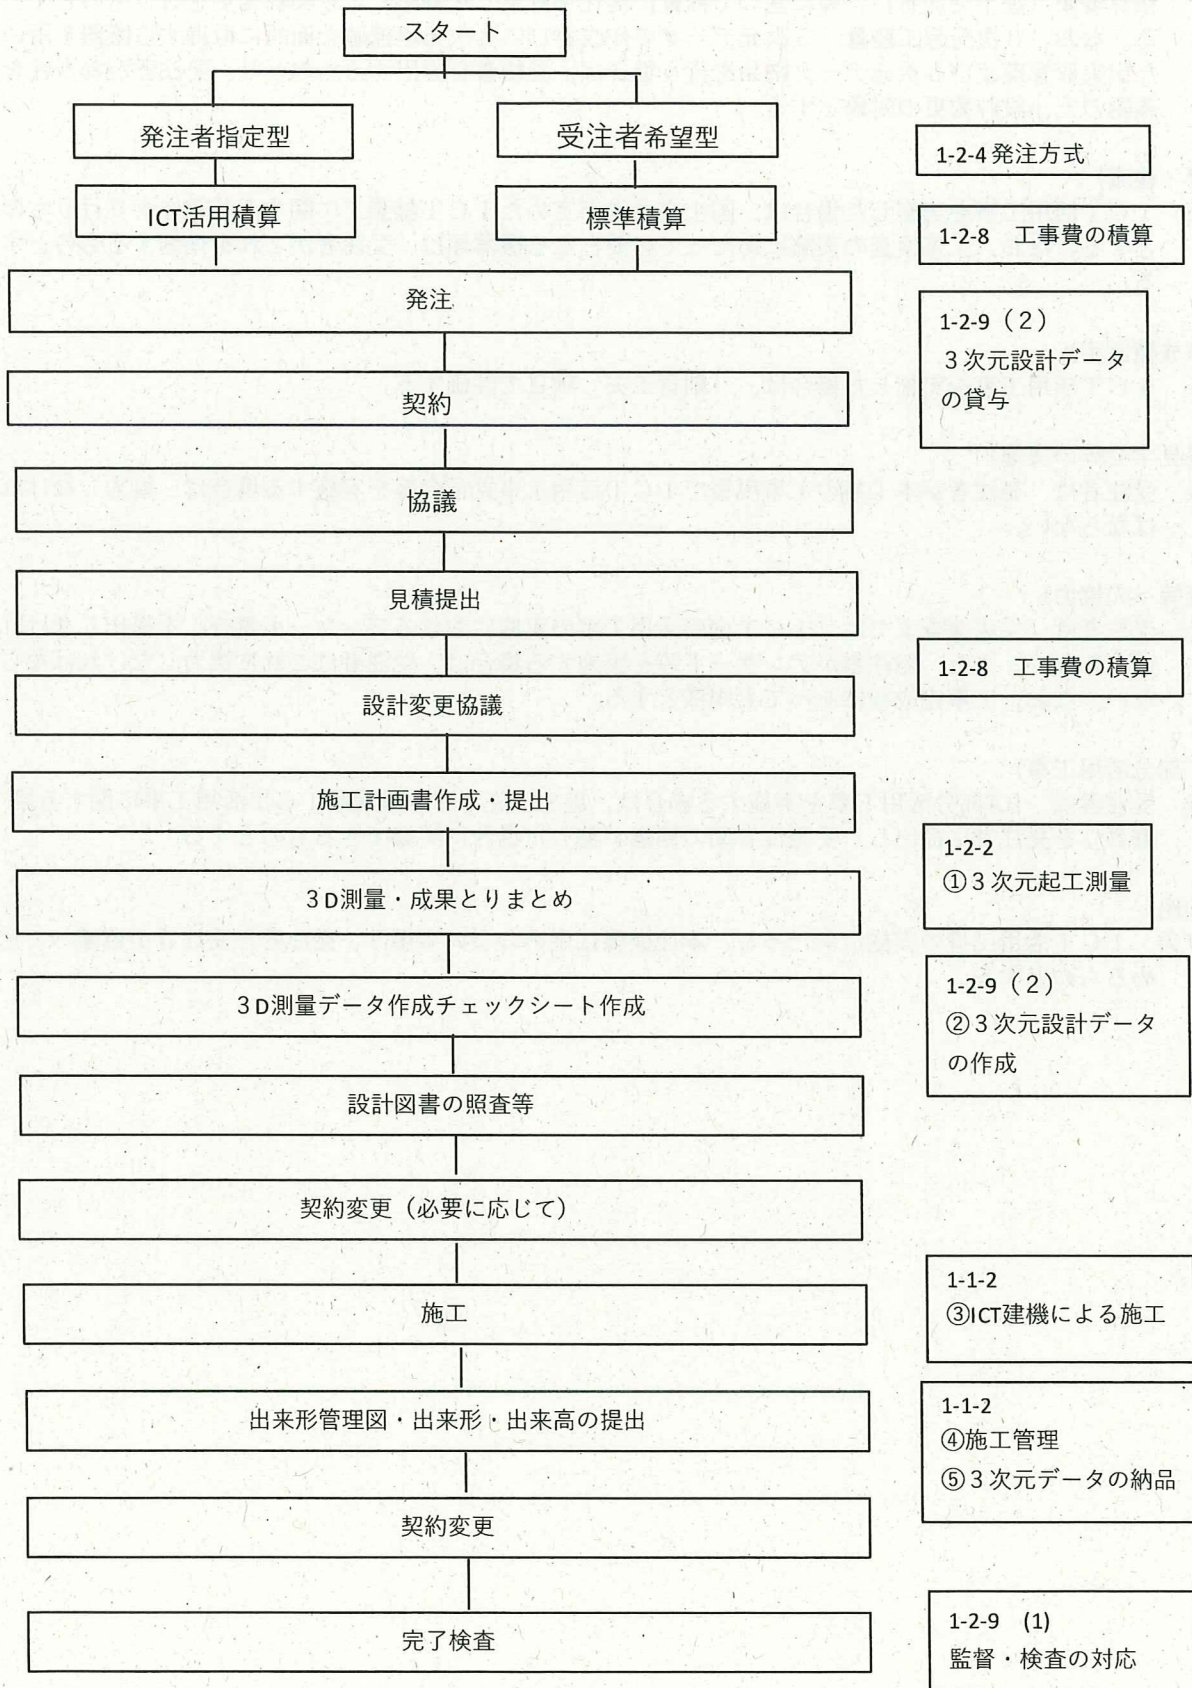 スタート
発注者指定型
受注者希望型
1-2-4発注方式
ICT活用積算
標準積算
1-2-8 工事費の積算
発注
1-2-9（2）
３次元設計データ
の貸与
契約
協議
見積提出
1-2-8 工事費の積算
設計変更協議
施工計画書作成・提出
1-2-2
①３次元起工測量
３D測量・成果とりまとめ
1-2-9（2）
②３次元設計データ
の作成
３D測量データ作成チェックシート作成
設計図書の照査等
契約変更（必要に応じて）
1-1-2
③ICT建機による施工
施工
1-1-2
④施工管理
⑤３次元データの納品
出来形管理図・出来形・出来高の提出
契約変更
1-2-9 (1)
監督・検査の対応
完了検査